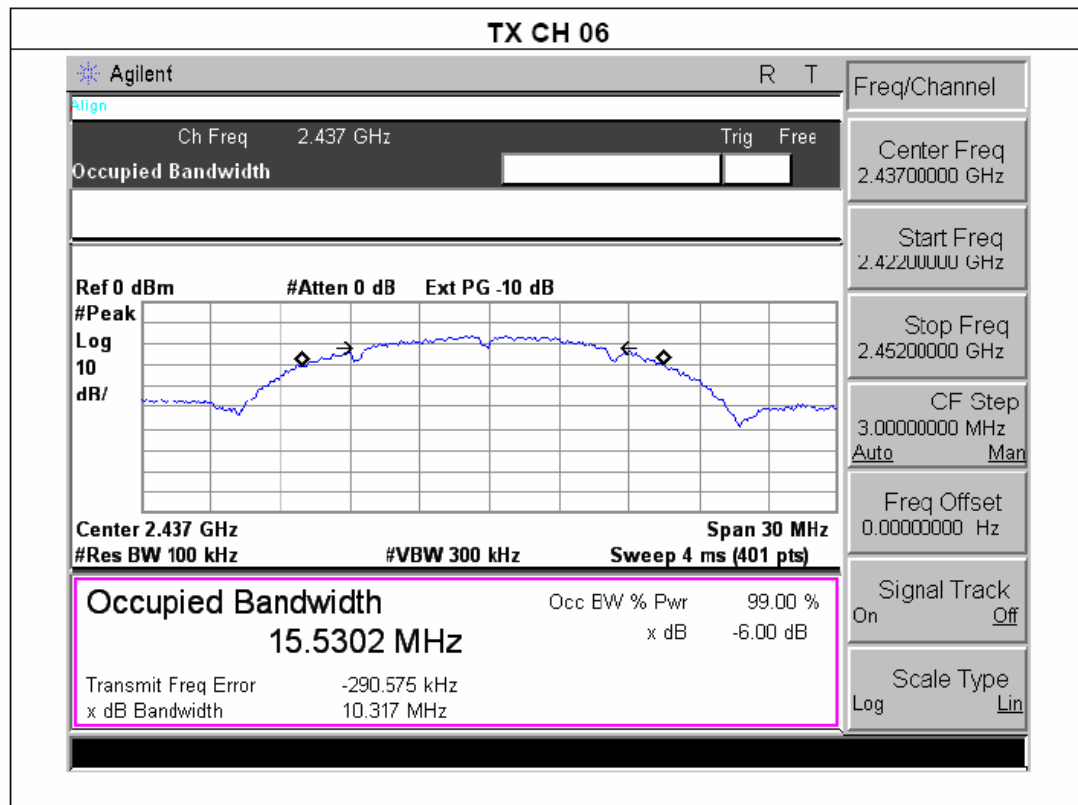 TX CH 06
Agilent R T
Align
Ch Freq 2.437 GHz Trig Free
Occupied Bandwidth
Ref 0 dBm #Atten 0 dB Ext PG -10 dB
#Peak
Log
10
dB/
Center 2.437 GHz Span 30 MHz
#Res BW 100 kHz #VBW 300 kHz Sweep 4 ms (401 pts)
Occupied Bandwidth
15.5302 MHz
Occ BW % Pwr 99.00 %
x dB -6.00 dB
Transmit Freq Error -290.575 kHz
x dB Bandwidth 10.317 MHz
Freq/Channel
Center Freq
2.43700000 GHz
Start Freq
2.42200000 GHz
Stop Freq
2.45200000 GHz
CF Step
3.00000000 MHz
Auto Man
Freq Offset
0.00000000 Hz
Signal Track
On Off
Scale Type
Log Lin